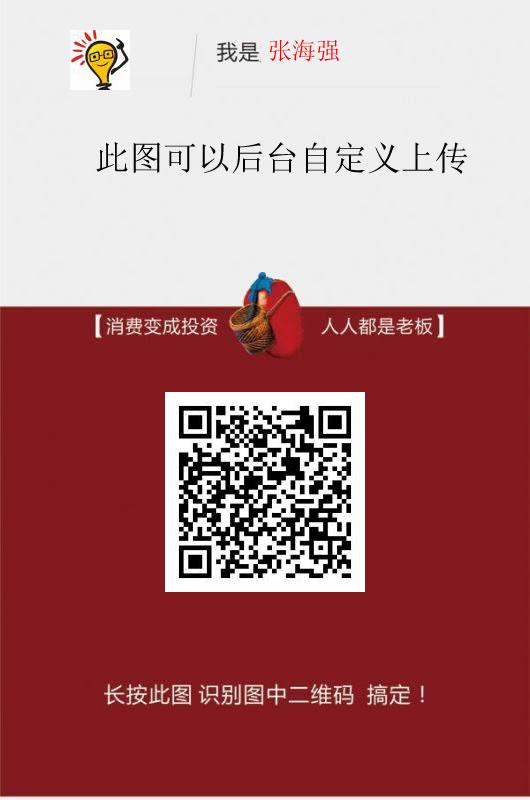 我是 张海强
此图可以后台自定义上传
【消费变成投资 人人都是老板】
长按此图 识别图中二维码 搞定！